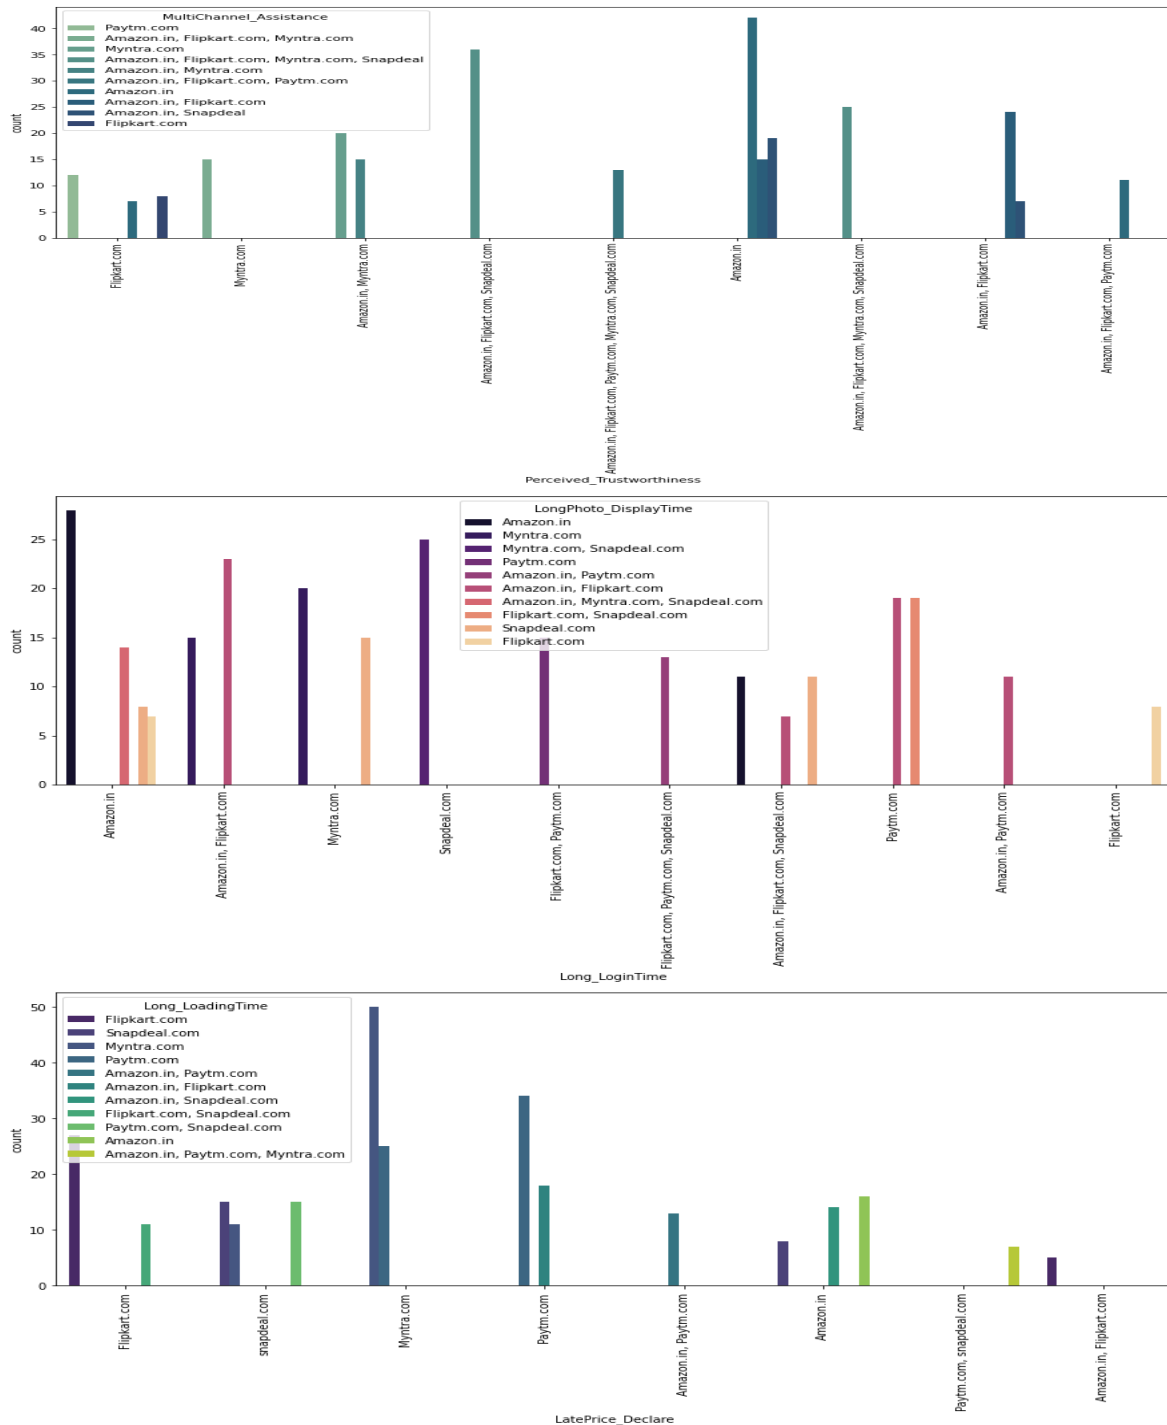 MultiChannel_Assistance
Paytm.com
Amazon.in, Flipkart.com, Myntra.com
Myntra.com
Amazon.in, Flipkart.com, Myntra.com, Snapdeal
Amazon.in, Myntra.com
Amazon.in, Flipkart.com, Paytm.com
Amazon.in
Amazon.in, Flipkart.com
Amazon.in, Snapdeal
Flipkart.com
count
40
35
30
25
20
15
10
5
0
Flipkart.com
Myntra.com
Amazon.in, Myntra.com
Amazon.in, Flipkart.com, Snapdeal.com
Amazon.in, Flipkart.com, Paytm.com, Myntra.com, Snapdeal.com
Amazon.in
Amazon.in, Flipkart.com, Myntra.com, Snapdeal.com
Amazon.in, Flipkart.com
Amazon.in, Flipkart.com, Paytm.com
Perceived_Trustworthiness
LongPhoto_DisplayTime
Amazon.in
Myntra.com
Myntra.com, Snapdeal.com
Paytm.com
Amazon.in, Paytm.com
Amazon.in, Flipkart.com
Amazon.in, Myntra.com, Snapdeal.com
Flipkart.com, Snapdeal.com
Snapdeal.com
Flipkart.com
count
25
20
15
10
5
0
Amazon.in
Amazon.in, Flipkart.com
Myntra.com
Snapdeal.com
Flipkart.com, Paytm.com
Flipkart.com, Paytm.com, Snapdeal.com
Amazon.in, Flipkart.com, Snapdeal.com
Paytm.com
Amazon.in, Paytm.com
Flipkart.com
Long_LoginTime
Long_LoadingTime
Flipkart.com
Snapdeal.com
Myntra.com
Paytm.com
Amazon.in, Paytm.com
Amazon.in, Flipkart.com
Amazon.in, Snapdeal.com
Flipkart.com, Snapdeal.com
Paytm.com, Snapdeal.com
Amazon.in
Amazon.in, Paytm.com, Myntra.com
count
50
40
30
20
10
0
Flipkart.com
snapdeal.com
Myntra.com
Paytm.com
Amazon.in, Paytm.com
Amazon.in
Paytm.com, snapdeal.com
Amazon.in, Flipkart.com
LatePrice_Declare